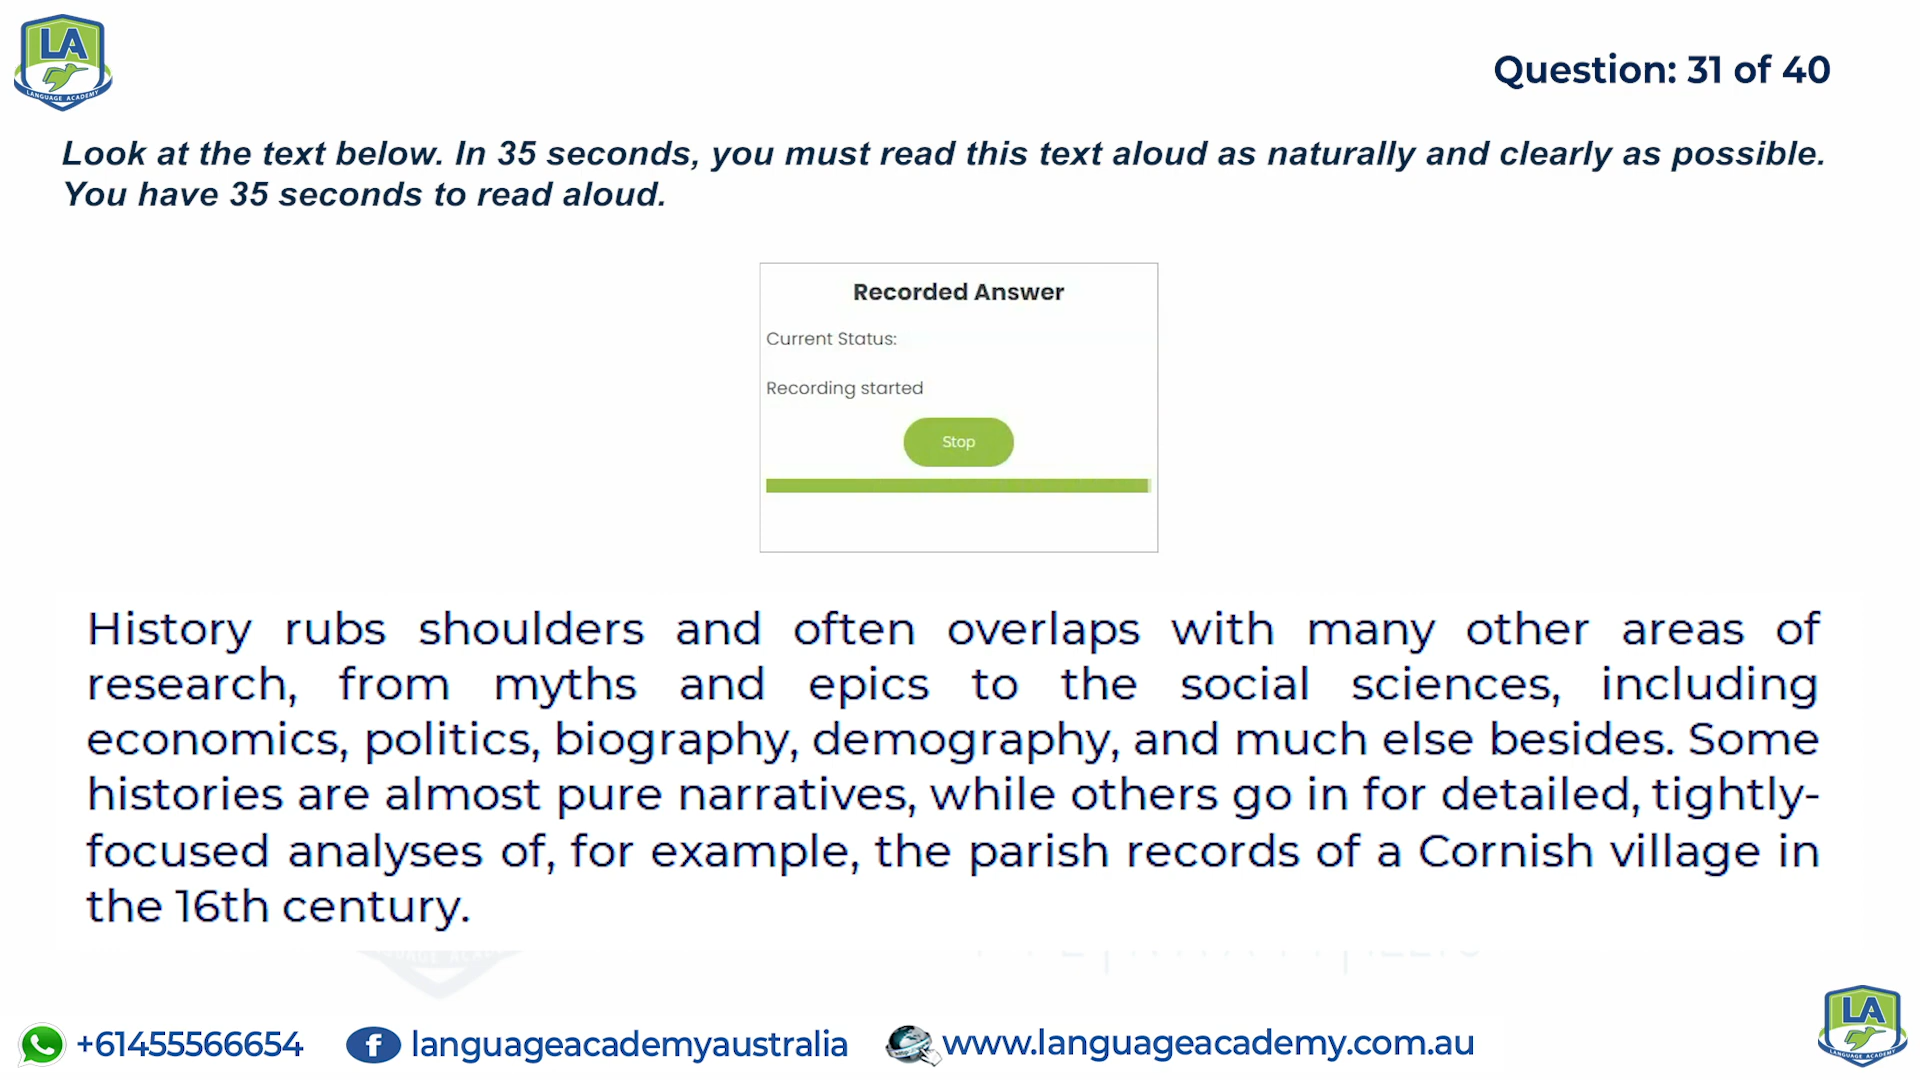 LA
LANGUAGE ACADEMY
Question: 31 of 40
Look at the text below. In 35 seconds, you must read this text aloud as naturally and clearly as possible.
You have 35 seconds to read aloud.
Recorded Answer
Current Status:
Recording started
Stop
History rubs shoulders and often overlaps with many other areas of
research, from myths and epics to the social sciences, including
economics, politics, biography, demography, and much else besides. Some
histories are almost pure narratives, while others go in for detailed, tightly-
focused analyses of, for example, the parish records of a Cornish village in
the 16th century.
+61455566654
languageacademyaustralia
www.languageacademy.com.au
LA
LANGUAGE ACADEMY